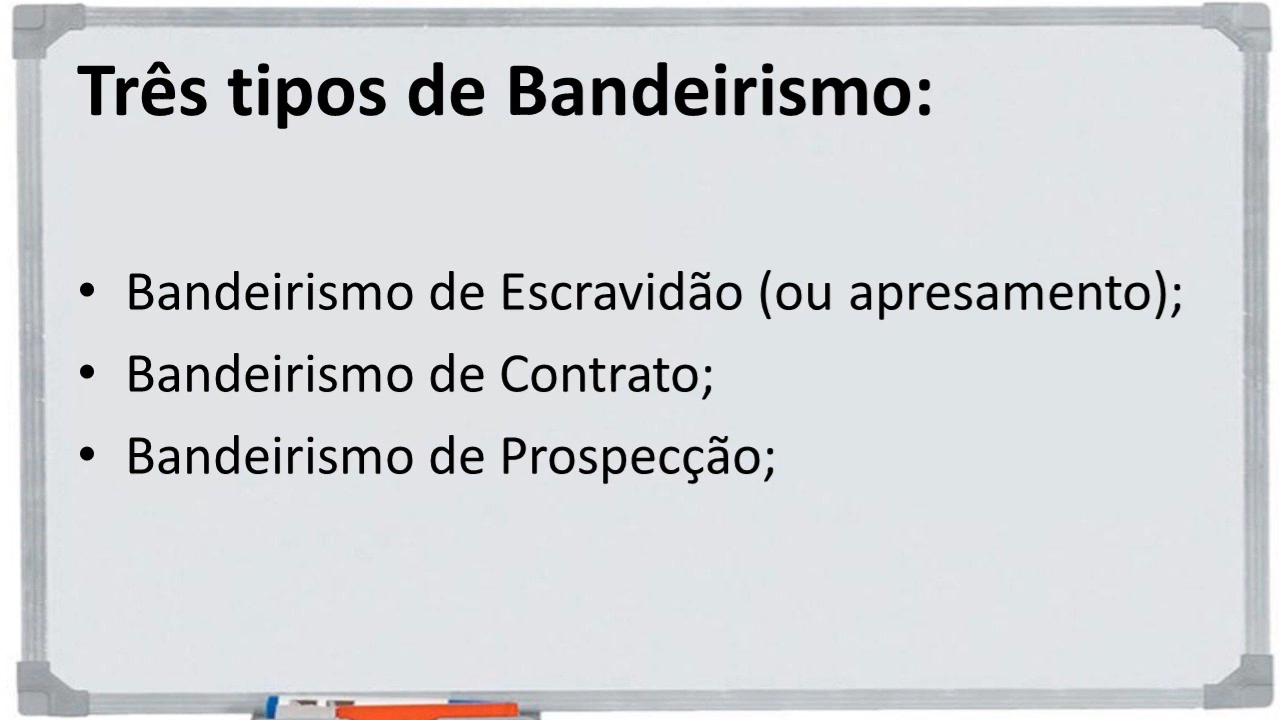 Três tipos de Bandeirismo:
• Bandeirismo de Escravidão (ou apresamento);
• Bandeirismo de Contrato;
• Bandeirismo de Prospecção;